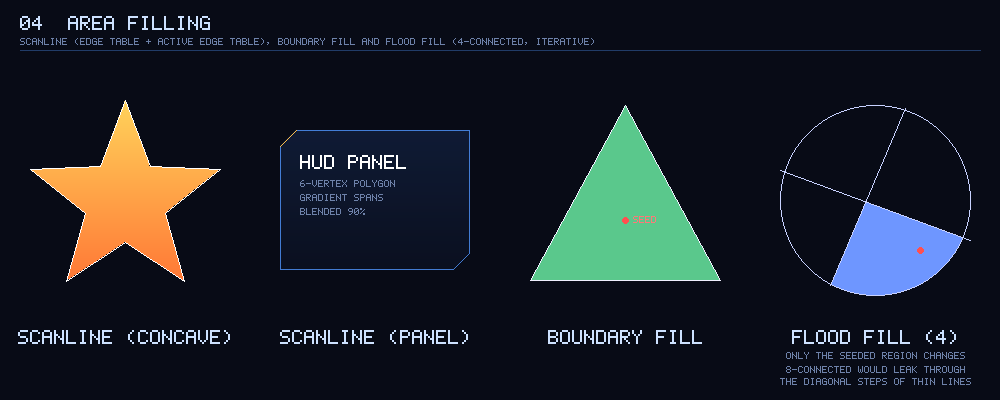 04  AREA FILLING
SCANLINE (EDGE TABLE + ACTIVE EDGE TABLE), BOUNDARY FILL AND FLOOD FILL (4-CONNECTED, ITERATIVE)
HUD PANEL
6-VERTEX POLYGON
GRADIENT SPANS
BLENDED 90%
SCANLINE (CONCAVE)
SCANLINE (PANEL)
BOUNDARY FILL
FLOOD FILL (4)
ONLY THE SEEDED REGION CHANGES
8-CONNECTED WOULD LEAK THROUGH
THE DIAGONAL STEPS OF THIN LINES